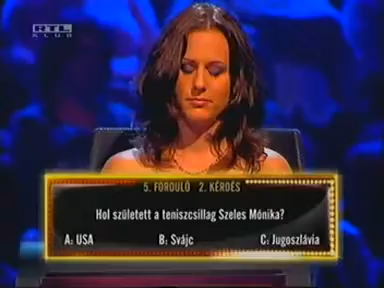 RTL
KLUB
5. FORDULÓ 2. KÉRDÉS
Hol született a teniszcsillag Szeles Mónika?
A: USA B: Svájc C: Jugoszlávia